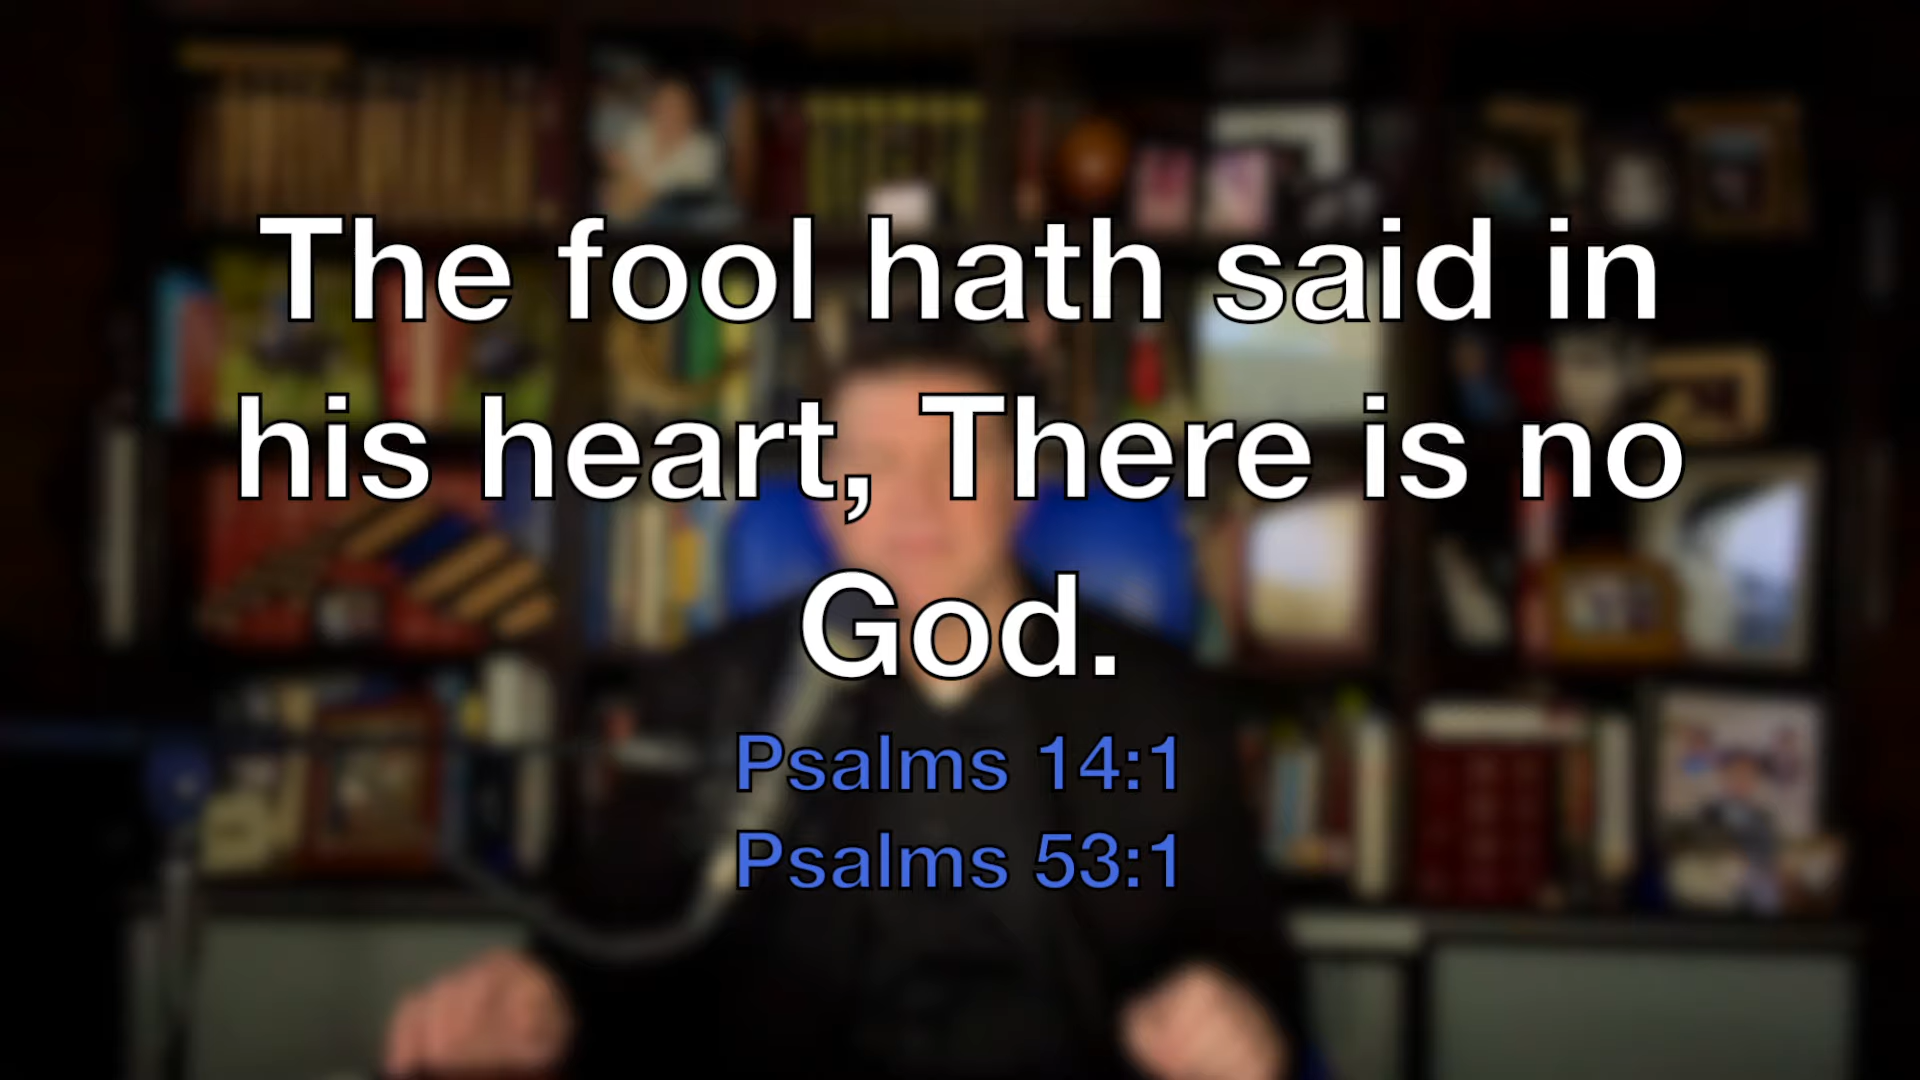 The fool hath said in
his heart, There is no
God.
Psalms 14:1
Psalms 53:1